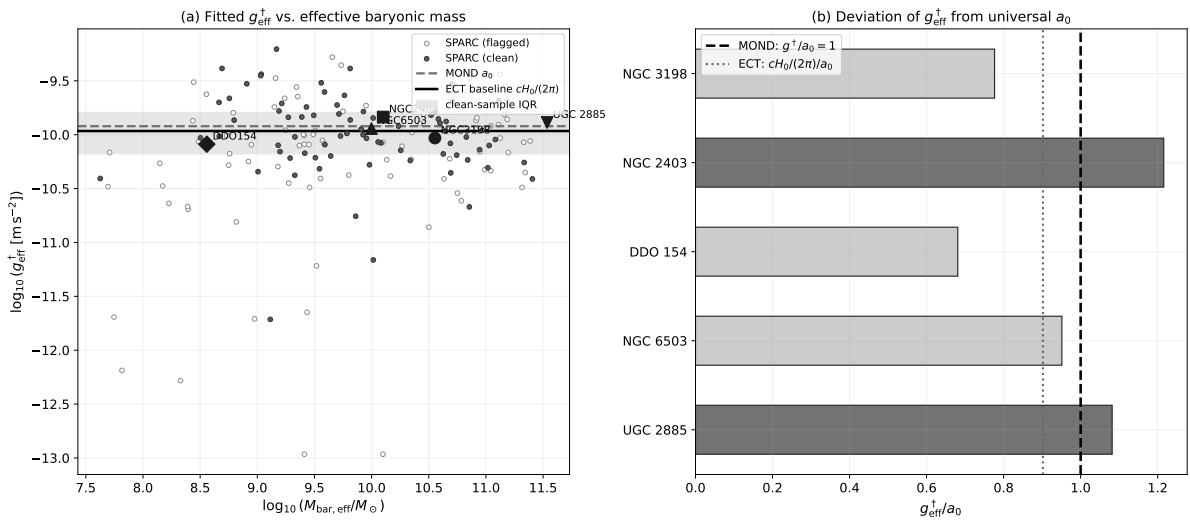 (a) Fitted g†eff vs. effective baryonic mass
SPARC (flagged)
SPARC (clean)
MOND a0
ECT baseline cH0/(2π)
clean-sample IQR
UGC 2885
NGC6503
NGC3198
DDO154
−9.5
−10.0
−10.5
−11.0
−11.5
−12.0
−12.5
−13.0
log10 (g†eff [m s−2])
7.5 8.0 8.5 9.0 9.5 10.0 10.5 11.0 11.5
log10 (Mbar, eff/M⊙)
(b) Deviation of g†eff from universal a0
MOND: g†/a0 = 1
ECT: cH0/(2π)/a0
NGC 3198
NGC 2403
DDO 154
NGC 6503
UGC 2885
0.0 0.2 0.4 0.6 0.8 1.0 1.2
g†eff/a0